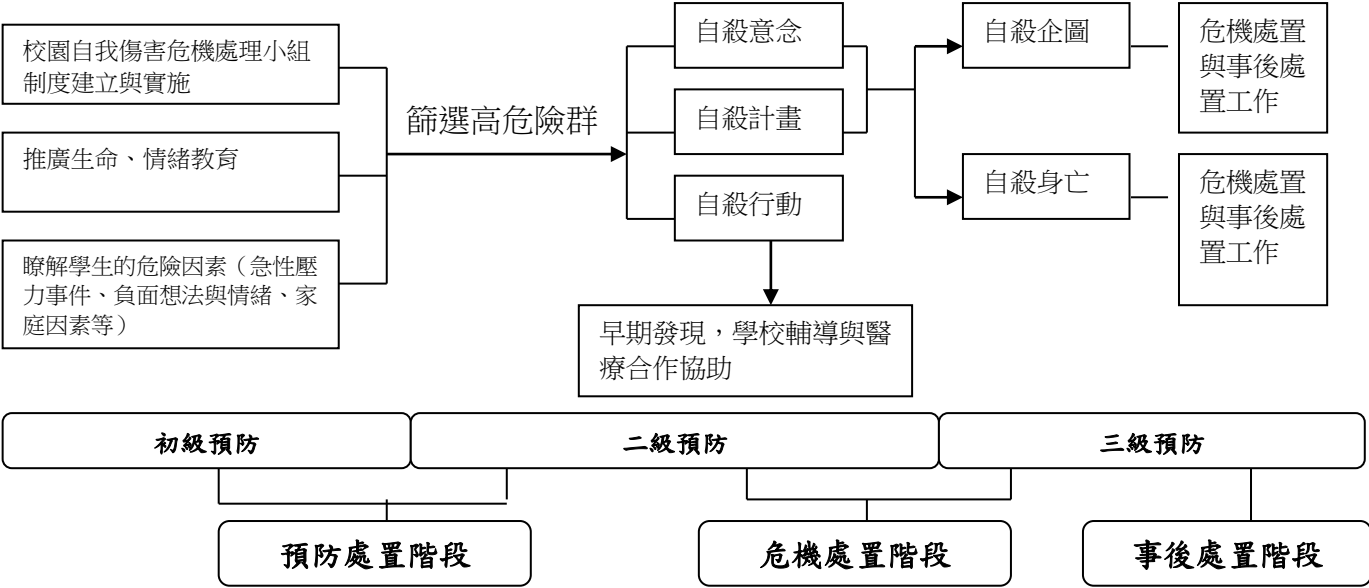 校園自我傷害危機處理小組
制度建立與實施
推廣生命、情緒教育
瞭解學生的危險因素（急性壓
力事件、負面想法與情緒、家
庭因素等）
篩選高危險群
自殺意念
自殺計畫
自殺行動
早期發現，學校輔導與醫
療合作協助
自殺企圖
自殺身亡
危機處置
與事後處
置工作
危機處置
與事後處
置工作
初級預防
二級預防
三級預防
預防處置階段
危機處置階段
事後處置階段